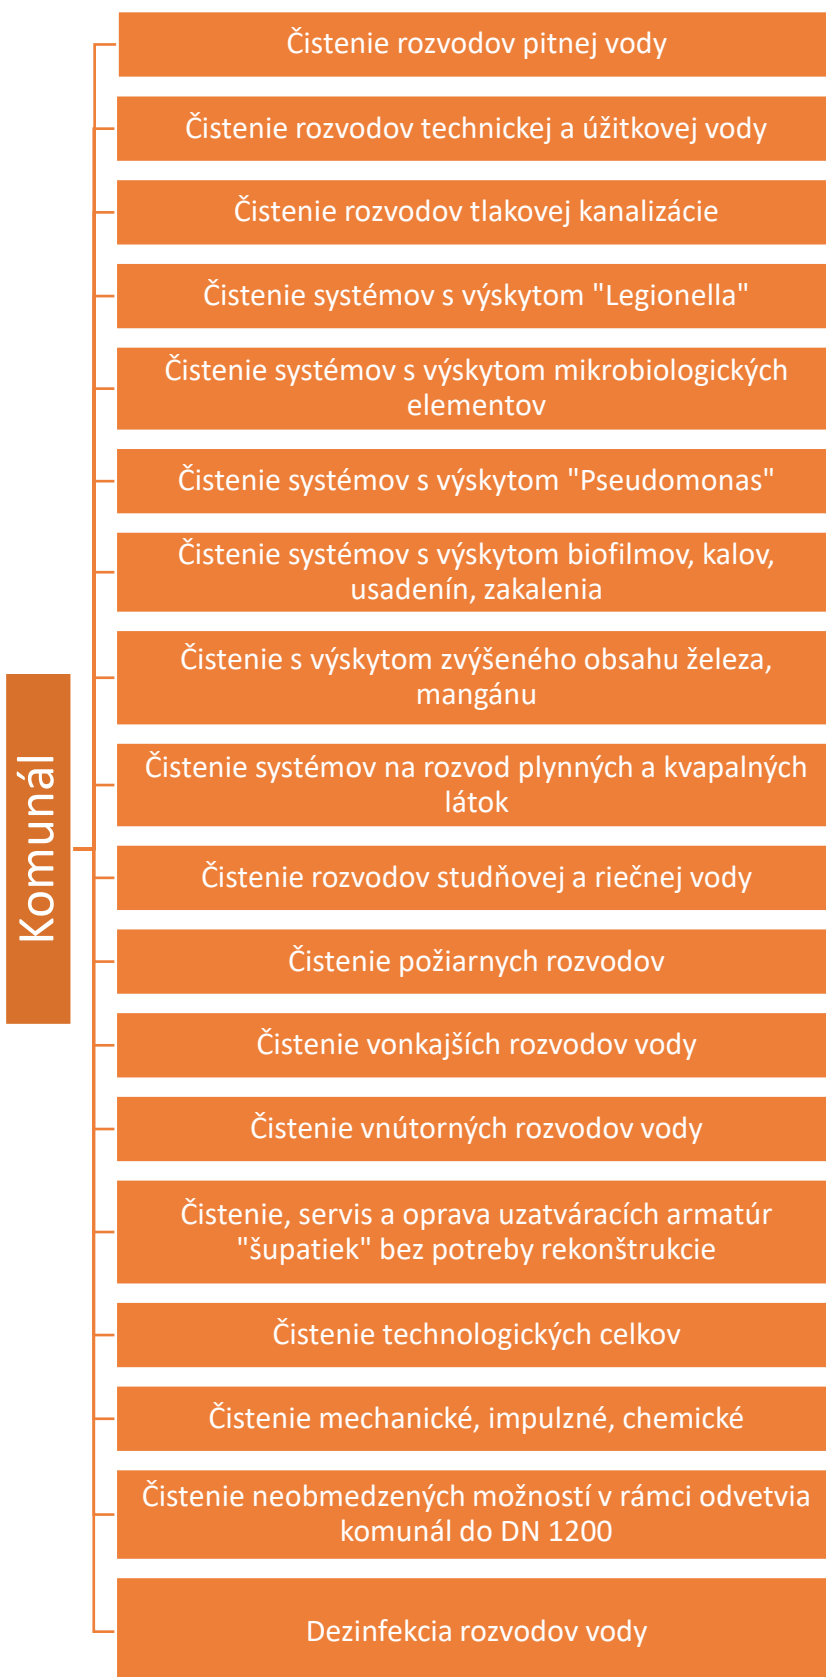 Komunál
Čistenie rozvodov pitnej vody
Čistenie rozvodov technickej a úžitkovej vody
Čistenie rozvodov tlakovej kanalizácie
Čistenie systémov s výskytom "Legionella"
Čistenie systémov s výskytom mikrobiologických
elementov
Čistenie systémov s výskytom "Pseudomonas"
Čistenie systémov s výskytom biofilmov, kalov,
usadenín, zakalenia
Čistenie s výskytom zvýšeného obsahu železa,
mangánu
Čistenie systémov na rozvod plynných a kvapalných
látok
Čistenie rozvodov studňovej a riečnej vody
Čistenie požiarnych rozvodov
Čistenie vonkajších rozvodov vody
Čistenie vnútorných rozvodov vody
Čistenie, servis a oprava uzatváracích armatúr
"šupatiek" bez potreby rekonštrukcie
Čistenie technologických celkov
Čistenie mechanické, impulzné, chemické
Čistenie neobmedzených možností v rámci odvetvia
komunál do DN 1200
Dezinfekcia rozvodov vody